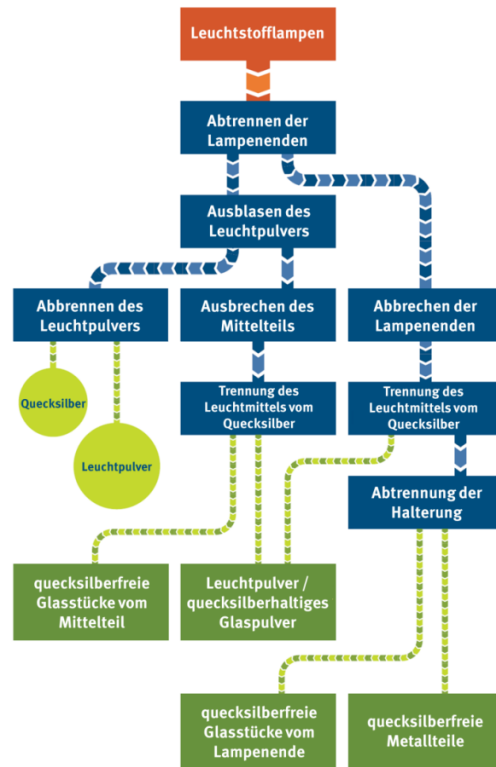 Leuchtstofflampen
Abtrennen der
Lampenenden
Ausblasen des
Leuchtpulvers
Abbrennen des
Leuchtpulvers
Ausbrechen des
Mittelteils
Abbrechen der
Lampenenden
Quecksilber
Leuchtpulver
Trennung des
Leuchtmittels vom
Quecksilber
Trennung des
Leuchtmittels vom
Quecksilber
Abtrennung der
Halterung
quecksilberfreie
Glasstücke vom
Mittelteil
Leuchtpulver /
quecksilberhaltiges
Glaspulver
quecksilberfreie
Glasstücke vom
Lampenende
quecksilberfreie
Metallteile